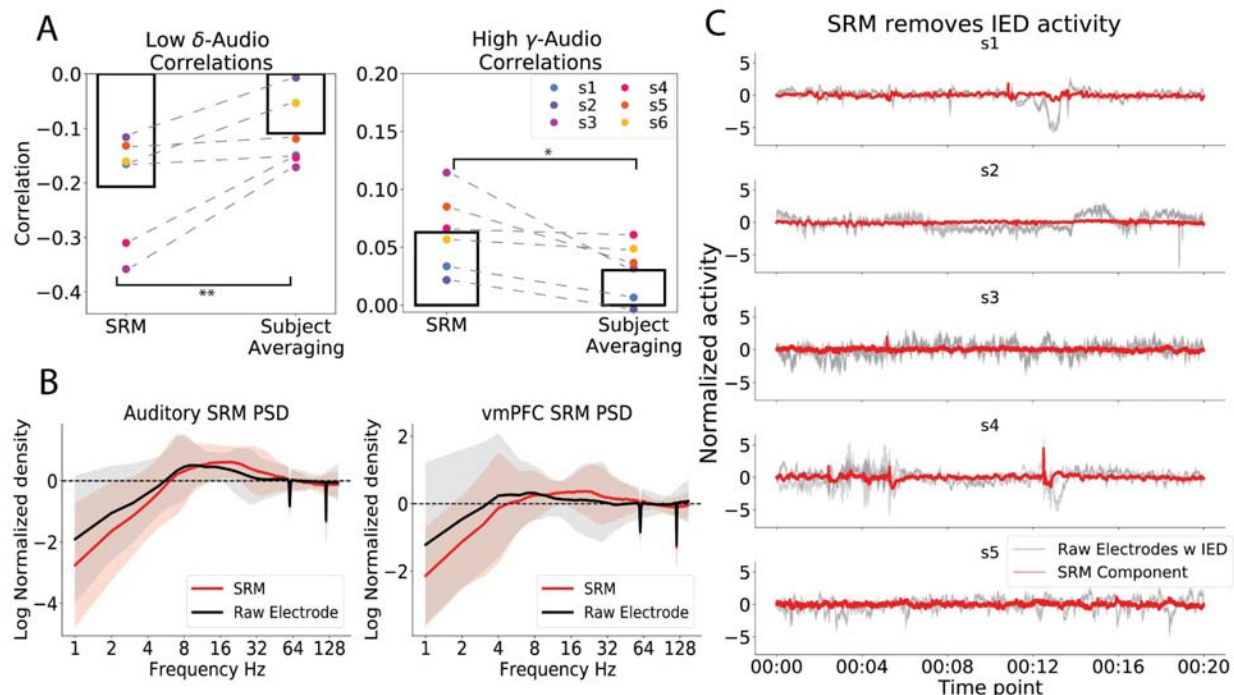 A
Low δ-Audio
Correlations
Correlation
0.0
−0.1
−0.2
−0.3
−0.4
**
SRM
Subject
Averaging
High γ-Audio
Correlations
0.20
0.15
0.10
0.05
0.00
s1 s4
s2 s5
s3 s6
*
SRM
Subject
Averaging
B
Auditory SRM PSD
Log Normalized density
0
−2
−4
SRM
Raw Electrode
1 2 4 8 16 32 64 128
Frequency Hz
vmPFC SRM PSD
Log Normalized density
2
0
−2
SRM
Raw Electrode
1 2 4 8 16 32 64 128
Frequency Hz
C
SRM removes IED activity
Normalized activity
s1
5
0
−5
s2
5
0
−5
s3
5
0
−5
s4
5
0
−5
s5
5
0
−5
Raw Electrodes w IED
SRM Component
00:00 00:04 00:08 00:12 00:16 00:20
Time point